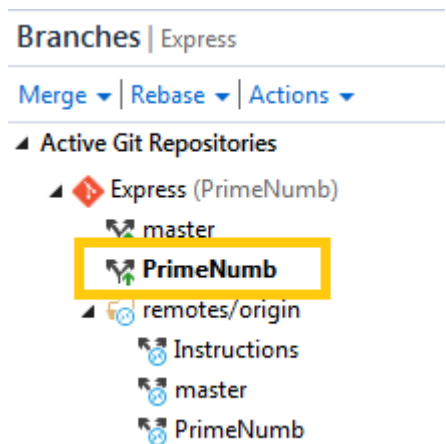 Branches | Express
Merge | Rebase | Actions
Active Git Repositories
Express (PrimeNumb)
master
PrimeNumb
remotes/origin
Instructions
master
PrimeNumb